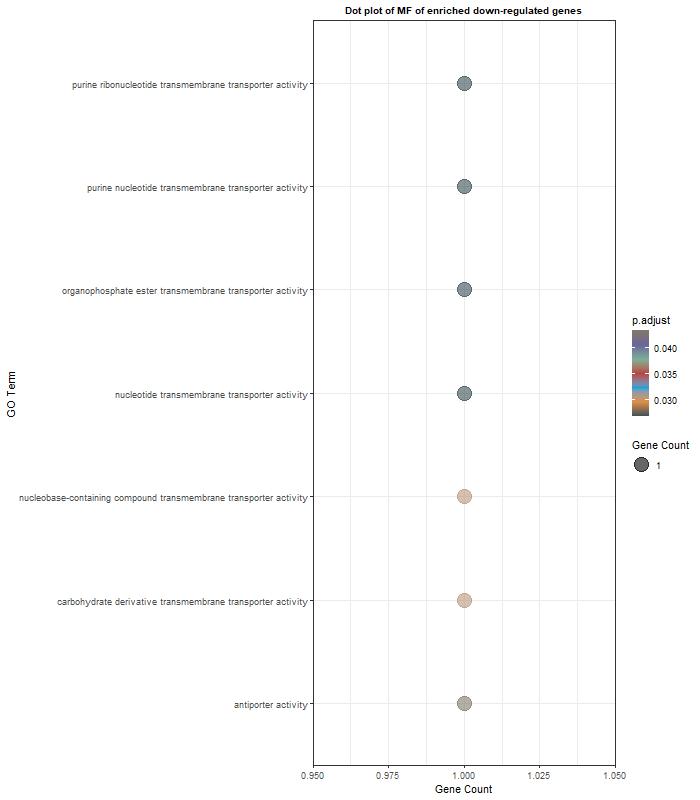 Dot plot of MF of enriched down-regulated genes
GO Term
purine ribonucleotide transmembrane transporter activity
purine nucleotide transmembrane transporter activity
organophosphate ester transmembrane transporter activity
nucleotide transmembrane transporter activity
nucleobase-containing compound transmembrane transporter activity
carbohydrate derivative transmembrane transporter activity
antiporter activity
0.950 0.975 1.000 1.025 1.050
Gene Count
p.adjust
0.040
0.035
0.030
Gene Count
1